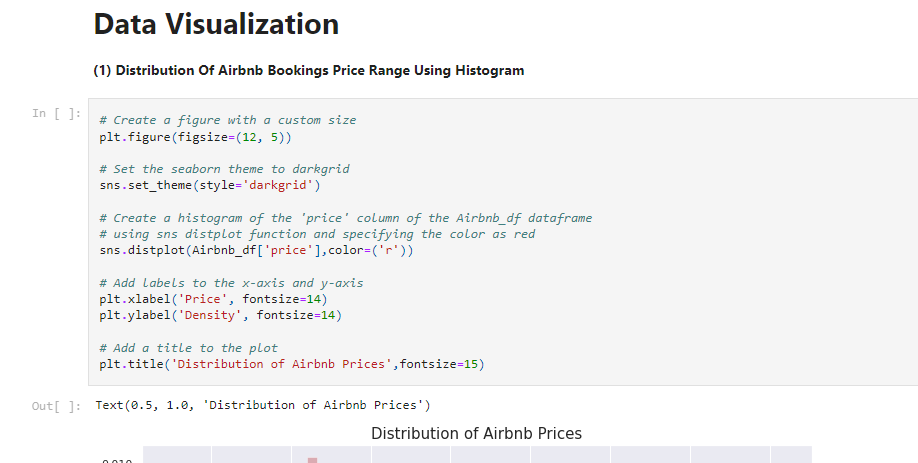 Data Visualization
(1) Distribution Of Airbnb Bookings Price Range Using Histogram
In [ ]:
# Create a figure with a custom size
plt.figure(figsize=(12, 5))
# Set the seaborn theme to darkgrid
sns.set_theme(style='darkgrid')
# Create a histogram of the 'price' column of the Airbnb_df dataframe
# using sns distplot function and specifying the color as red
sns.distplot(Airbnb_df['price'],color=('r'))
# Add labels to the x-axis and y-axis
plt.xlabel('Price', fontsize=14)
plt.ylabel('Density', fontsize=14)
# Add a title to the plot
plt.title('Distribution of Airbnb Prices',fontsize=15)
Out[ ]: Text(0.5, 1.0, 'Distribution of Airbnb Prices')
Distribution of Airbnb Prices